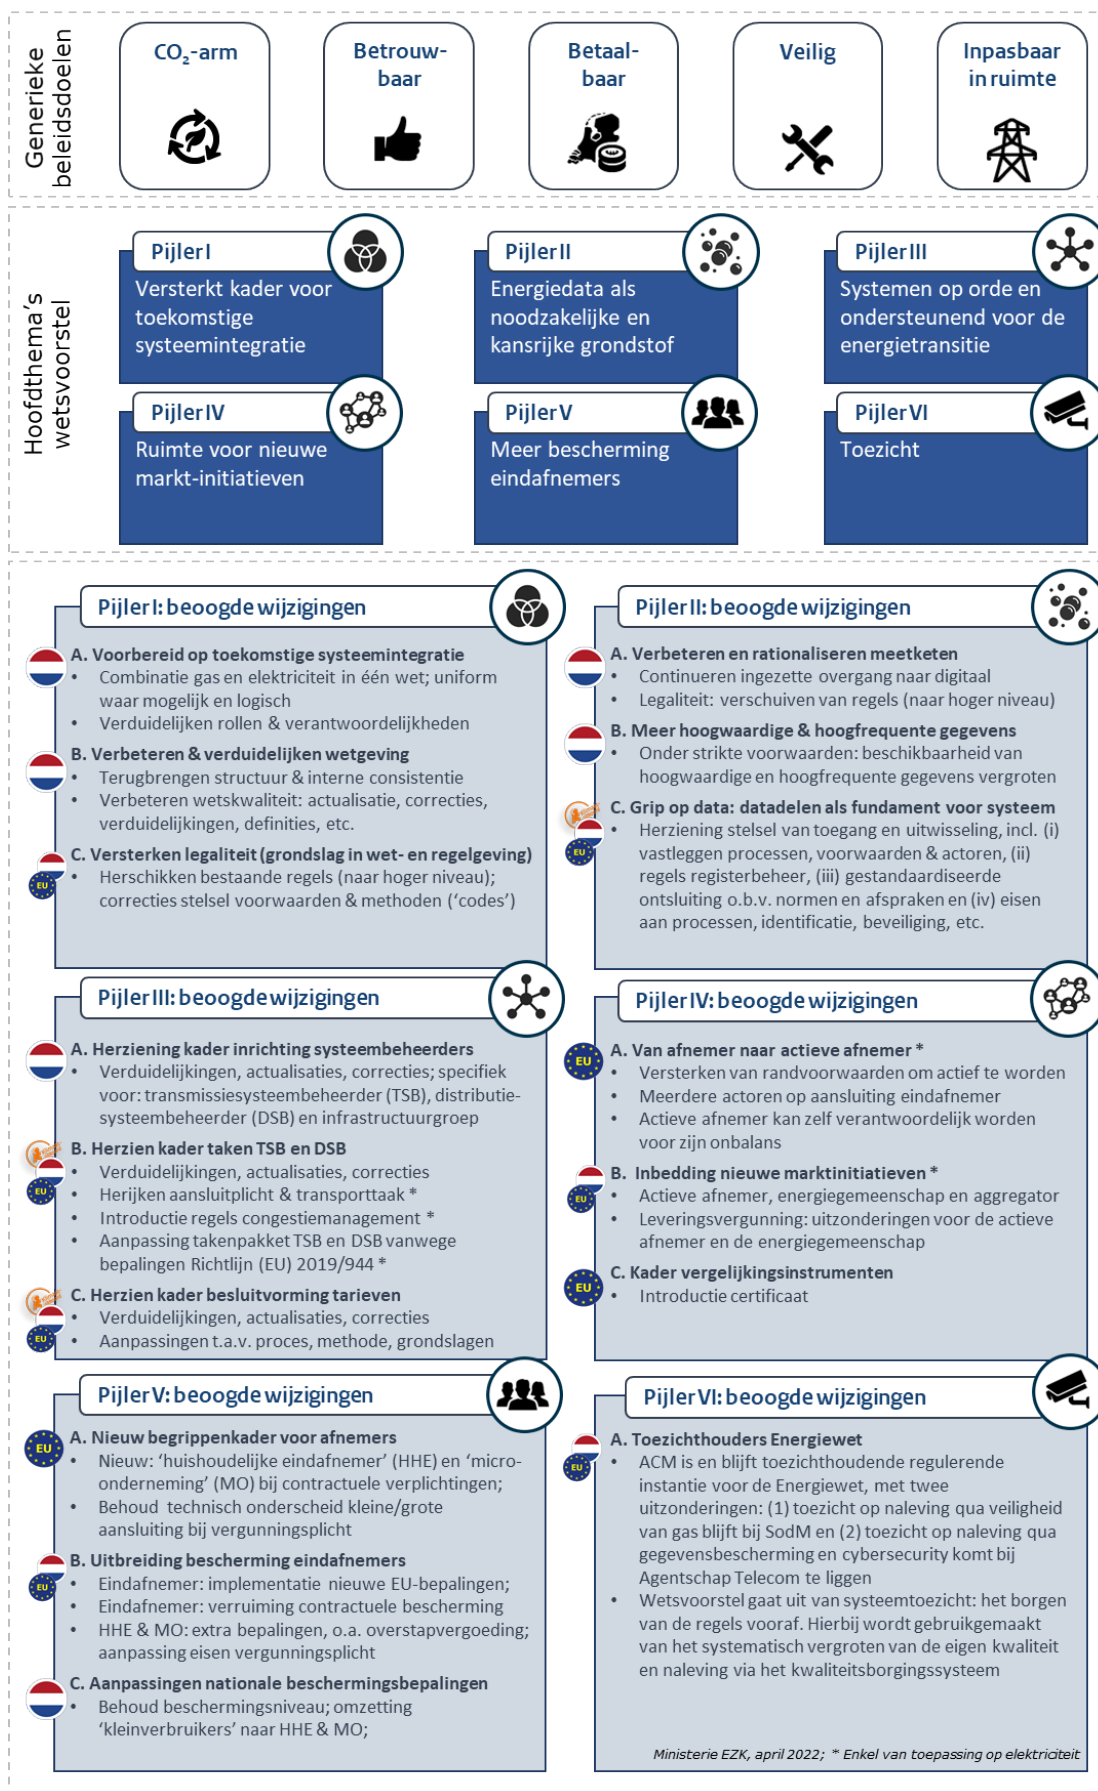 Generieke
beleidsdoelen
CO₂-arm
Betrouw-
baar
Betaal-
baar
Veilig
Inpasbaar
in ruimte
Hoofdthema's
wetsvoorstel
Pijler I
Versterkt kader voor
toekomstige
systeemintegratie
Pijler II
Energiedata als
noodzakelijke en
kansrijke grondstof
Pijler III
Systemen op orde en
ondersteunend voor de
energietransitie
Pijler IV
Ruimte voor nieuwe
markt-initiatieven
Pijler V
Meer bescherming
eindafnemers
Pijler VI
Toezicht
Pijler I: beoogde wijzigingen
A. Voorbereid op toekomstige systeemintegratie
• Combinatie gas en elektriciteit in één wet; uniform
waar mogelijk en logisch
• Verduidelijken rollen & verantwoordelijkheden
B. Verbeteren & verduidelijken wetgeving
• Terugbrengen structuur & interne consistentie
• Verbeteren wetskwaliteit: actualisatie, correcties,
verduidelijkingen, definities, etc.
C. Versterken legaliteit (grondslag in wet- en regelgeving)
EU
• Herschikken bestaande regels (naar hoger niveau);
correcties stelsel voorwaarden & methoden ('codes')
Pijler II: beoogde wijzigingen
A. Verbeteren en rationaliseren meetketen
• Continueren ingezette overgang naar digitaal
• Legaliteit: verschuiven van regels (naar hoger niveau)
B. Meer hoogwaardige & hoogfrequente gegevens
• Onder strikte voorwaarden: beschikbaarheid van
hoogwaardige en hoogfrequente gegevens vergroten
C. Grip op data: datadelen als fundament voor systeem
EU
• Herziening stelsel van toegang en uitwisseling, incl. (i)
vastleggen processen, voorwaarden & actoren, (ii)
regels registerbeheer, (iii) gestandaardiseerde
ontsluiting o.b.v. normen en afspraken en (iv) eisen
aan processen, identificatie, beveiliging, etc.
Pijler III: beoogde wijzigingen
A. Herziening kader inrichting systeembeheerders
• Verduidelijkingen, actualisaties, correcties; specifiek
voor: transmissiesysteembeheerder (TSB), distributie-
systeembeheerder (DSB) en infrastructuurgroep
B. Herzien kader taken TSB en DSB
EU
• Verduidelijkingen, actualisaties, correcties
• Herijken aansluitplicht & transporttaak *
• Introductie regels congestiemanagement *
• Aanpassing takenpakket TSB en DSB vanwege
bepalingen Richtlijn (EU) 2019/944 *
C. Herzien kader besluitvorming tarieven
EU
• Verduidelijkingen, actualisaties, correcties
• Aanpassingen t.a.v. proces, methode, grondslagen
Pijler IV: beoogde wijzigingen
EU
A. Van afnemer naar actieve afnemer *
• Versterken van randvoorwaarden om actief te worden
• Meerdere actoren op aansluiting eindafnemer
• Actieve afnemer kan zelf verantwoordelijk worden
voor zijn onbalans
B. Inbedding nieuwe marktinitiatieven *
EU
• Actieve afnemer, energiegemeenschap en aggregator
• Leveringsvergunning: uitzonderingen voor de actieve
afnemer en de energiegemeenschap
C. Kader vergelijkingsinstrumenten
EU
• Introductie certificaat
Pijler V: beoogde wijzigingen
A. Nieuw begrippenkader voor afnemers
EU
• Nieuw: 'huishoudelijke eindafnemer' (HHE) en 'micro-
onderneming' (MO) bij contractuele verplichtingen;
• Behoud technisch onderscheid kleine/grote
aansluiting bij vergunningsplicht
B. Uitbreiding bescherming eindafnemers
EU
• Eindafnemer: implementatie nieuwe EU-bepalingen;
• Eindafnemer: verruiming contractuele bescherming
• HHE & MO: extra bepalingen, o.a. overstapvergoeding;
aanpassing eisen vergunningsplicht
C. Aanpassingen nationale beschermingsbepalingen
• Behoud beschermingsniveau; omzetting
'kleinverbruikers' naar HHE & MO;
Pijler VI: beoogde wijzigingen
A. Toezichthouders Energiewet
EU
• ACM is en blijft toezichthoudende regulerende
instantie voor de Energiewet, met twee
uitzonderingen: (1) toezicht op naleving qua veiligheid
van gas blijft bij SodM en (2) toezicht op naleving qua
gegevensbescherming en cybersecurity komt bij
Agentschap Telecom te liggen
• Wetsvoorstel gaat uit van systeemtoezicht: het borgen
van de regels vooraf. Hierbij wordt gebruikgemaakt
van het systematisch vergroten van de eigen kwaliteit
en naleving via het kwaliteitsborgingssysteem
Ministerie EZK, april 2022; * Enkel van toepassing op elektriciteit